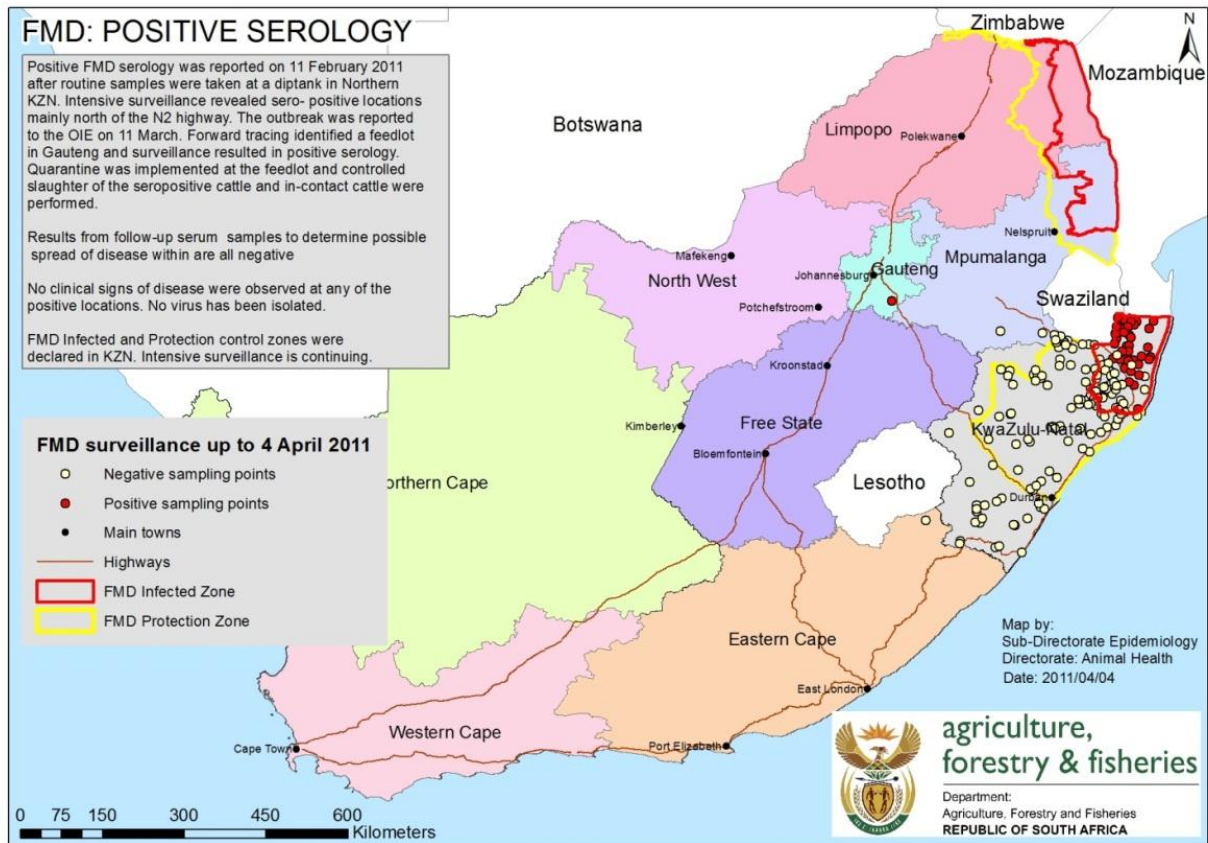 FMD: POSITIVE SEROLOGY
Positive FMD serology was reported on 11 February 2011
after routine samples were taken at a diptank in Northern
KZN. Intensive surveillance revealed sero- positive locations
mainly north of the N2 highway. The outbreak was reported
to the OIE on 11 March. Forward tracing identified a feedlot
in Gauteng and surveillance resulted in positive serology.
Quarantine was implemented at the feedlot and controlled
slaughter of the seropositive cattle and in-contact cattle were
performed.
Results from follow-up serum samples to determine possible
spread of disease within are all negative
No clinical signs of disease were observed at any of the
positive locations. No virus has been isolated.
FMD Infected and Protection control zones were
declared in KZN. Intensive surveillance is continuing.
Zimbabwe
N
Mozambique
Botswana
Limpopo
Polekwane
Nelspruit
Mafekeng
North West
Johannesburg
Gauteng
Mpumalanga
Potchefstroom
Swaziland
Kroonstad
Kimberley
Free State
KwaZulu-Natal
Bloemfontein
Lesotho
Durban
orthern Cape
FMD surveillance up to 4 April 2011
Negative sampling points
Positive sampling points
Main towns
Highways
FMD Infected Zone
FMD Protection Zone
Eastern Cape
East London
Western Cape
Cape Town
Port Elizabeth
Map by:
Sub-Directorate Epidemiology
Directorate: Animal Health
Date: 2011/04/04
agriculture,
forestry & fisheries
Department:
Agriculture, Forestry and Fisheries
REPUBLIC OF SOUTH AFRICA
0 75 150 300 450 600
Kilometers